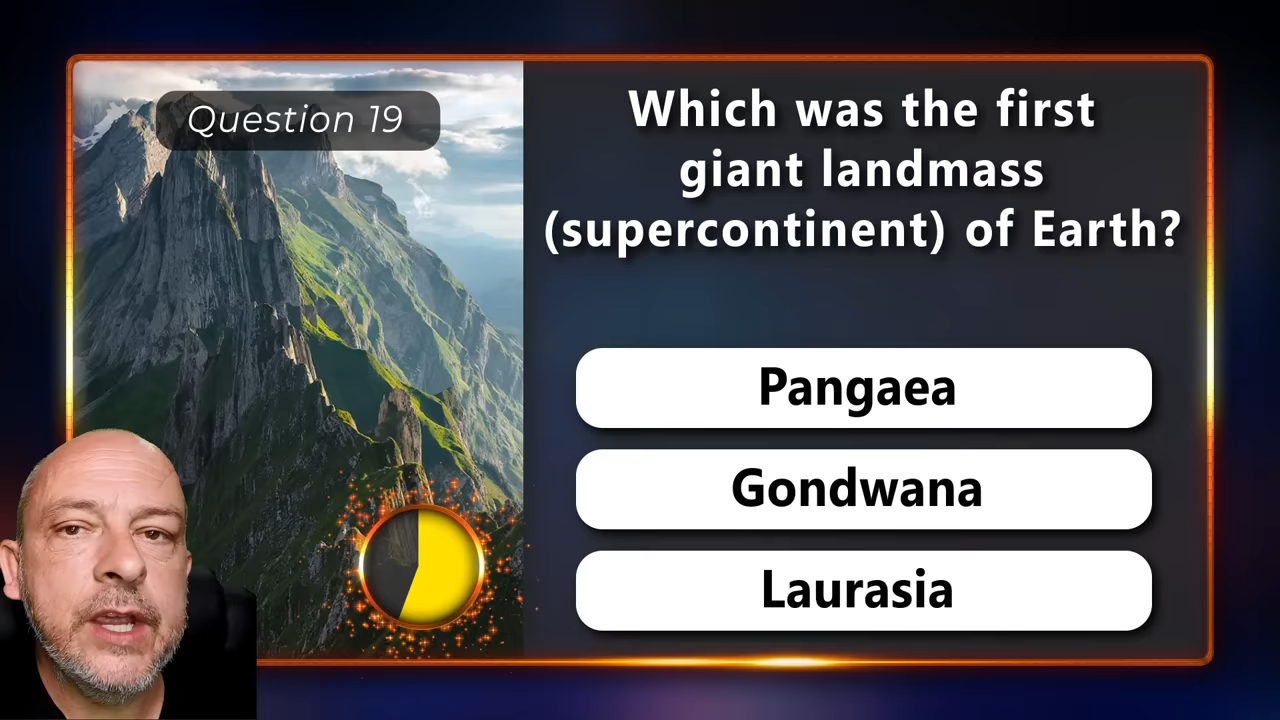 Question 19
Which was the first
giant landmass
(supercontinent) of Earth?
Pangaea
Gondwana
Laurasia